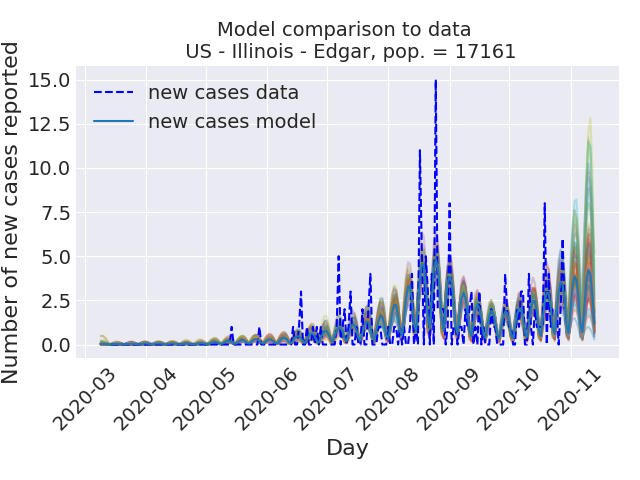 Model comparison to data
US - Illinois - Edgar, pop. = 17161
Number of new cases reported
15.0
12.5
10.0
7.5
5.0
2.5
0.0
new cases data
new cases model
2020-03
2020-04
2020-05
2020-06
2020-07
2020-08
2020-09
2020-10
2020-11
Day